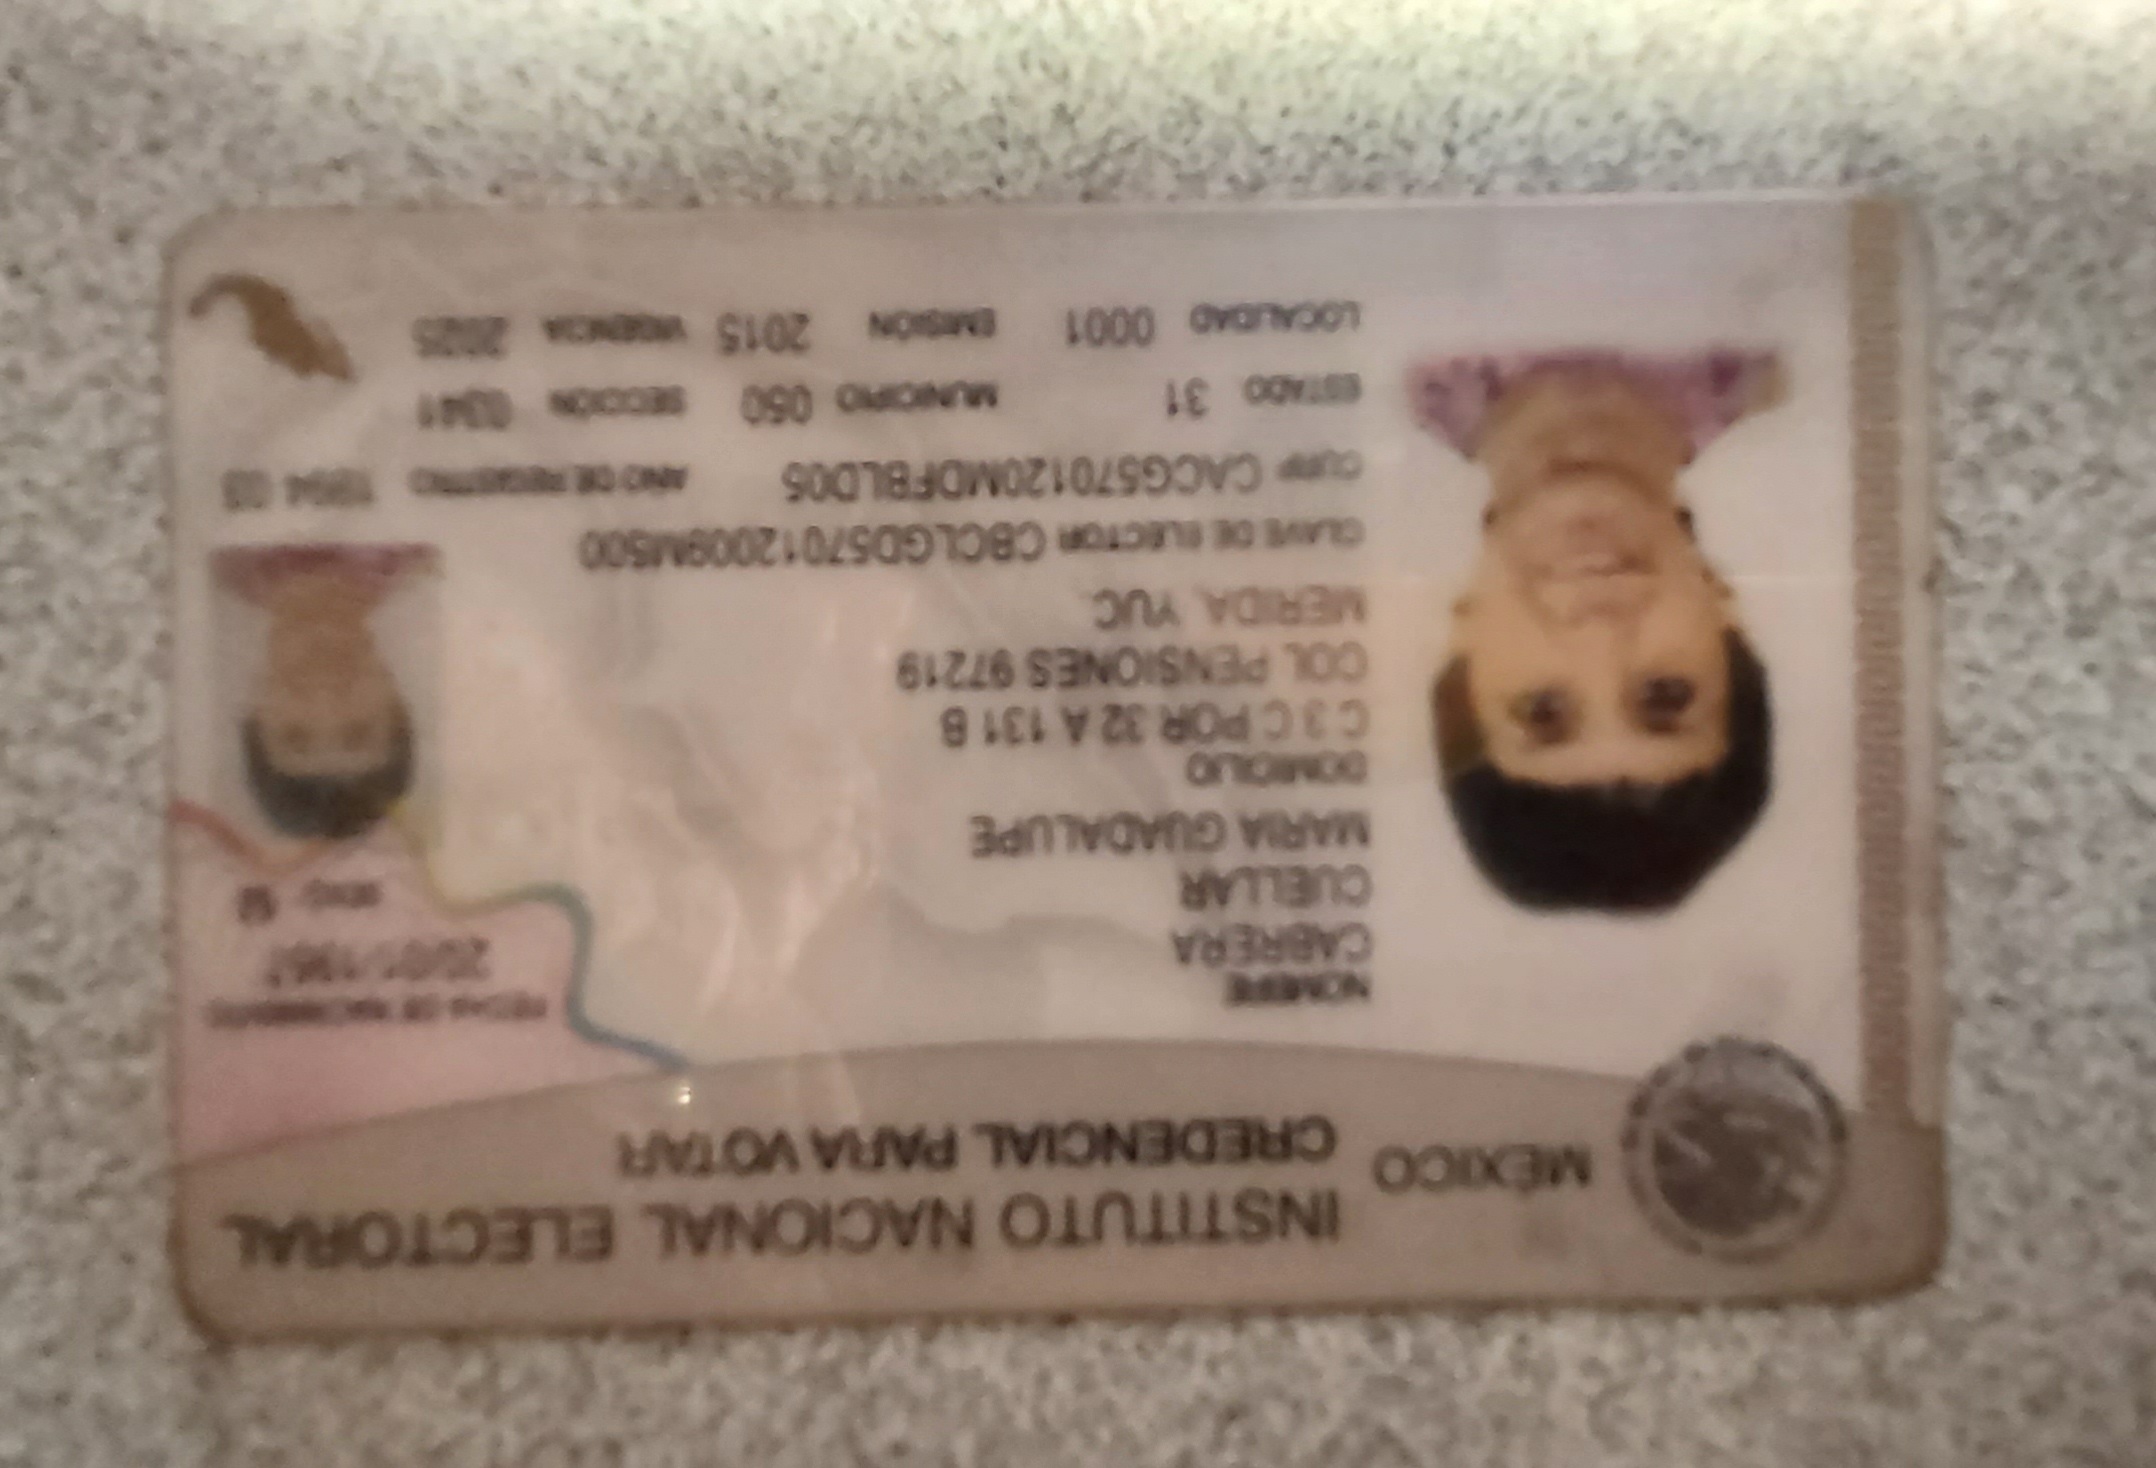 MÉXICO
INSTITUTO NACIONAL ELECTORAL
CREDENCIAL PARA VOTAR
NOMBRE
CABRERA
CUELLAR
MARIA GUADALUPE
FECHA DE NACIMIENTO
20/01/1957
SEXO M
DOMICILIO
C 3 C POR 32 A 131 B
COL PENSIONES 97219
MERIDA, YUC.
CLAVE DE ELECTOR CBCLGD57012009M500
CURP CACG570120MDFBLD05 AÑO DE REGISTRO 1994 03
ESTADO 31 MUNICIPIO 050 SECCIÓN 0341
LOCALIDAD 0001 EMISIÓN 2015 VIGENCIA 2025